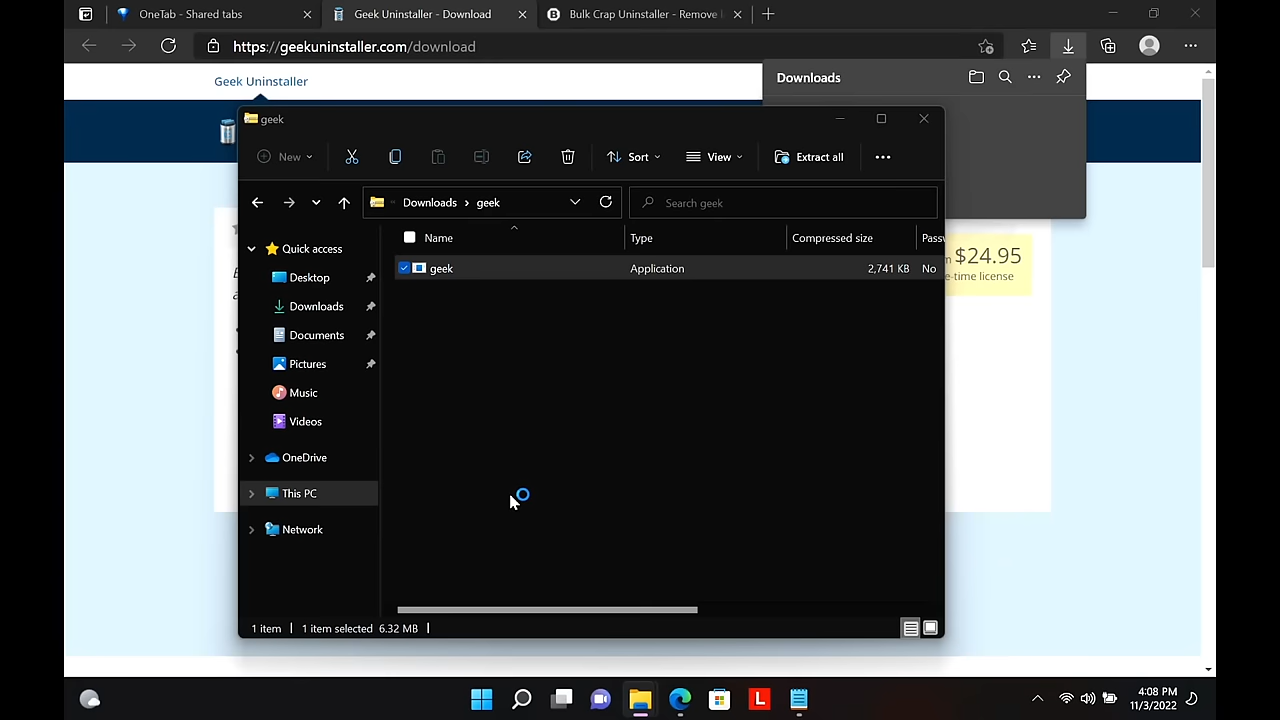 OneTab - Shared tabs
Geek Uninstaller - Download
Bulk Crap Uninstaller - Remove
https://geekuninstaller.com/download
Geek Uninstaller
Downloads
geek
New
Sort
View
Extract all
Downloads > geek
Search geek
Name
Type
Compressed size
Passw
geek
Application
2,741 KB
No
Quick access
Desktop
Downloads
Documents
Pictures
Music
Videos
OneDrive
This PC
Network
$24.95
e-time license
1 item
1 item selected 6.32 MB
L
4:08 PM
11/3/2022